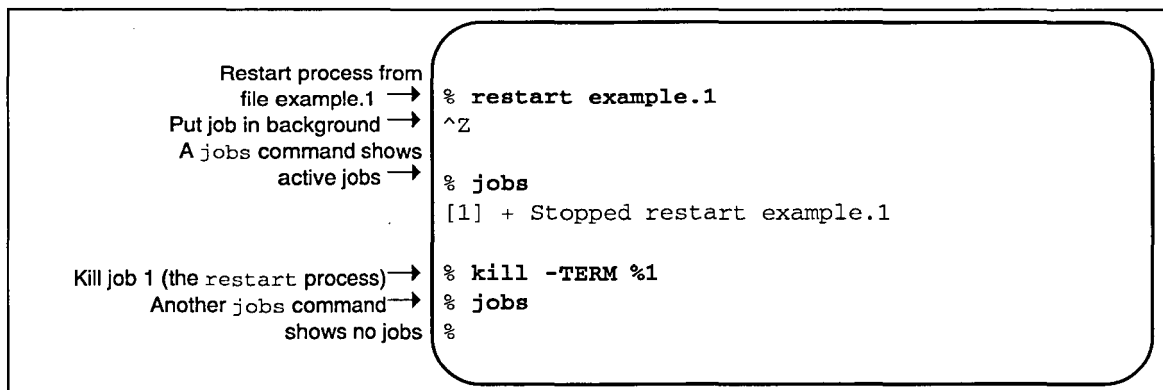 Restart process from
file example.1 → % restart example.1
Put job in background → ^Z
A jobs command shows
active jobs → % jobs
[1] + Stopped restart example.1
Kill job 1 (the restart process) → % kill -TERM %1
Another jobs command → % jobs
shows no jobs %